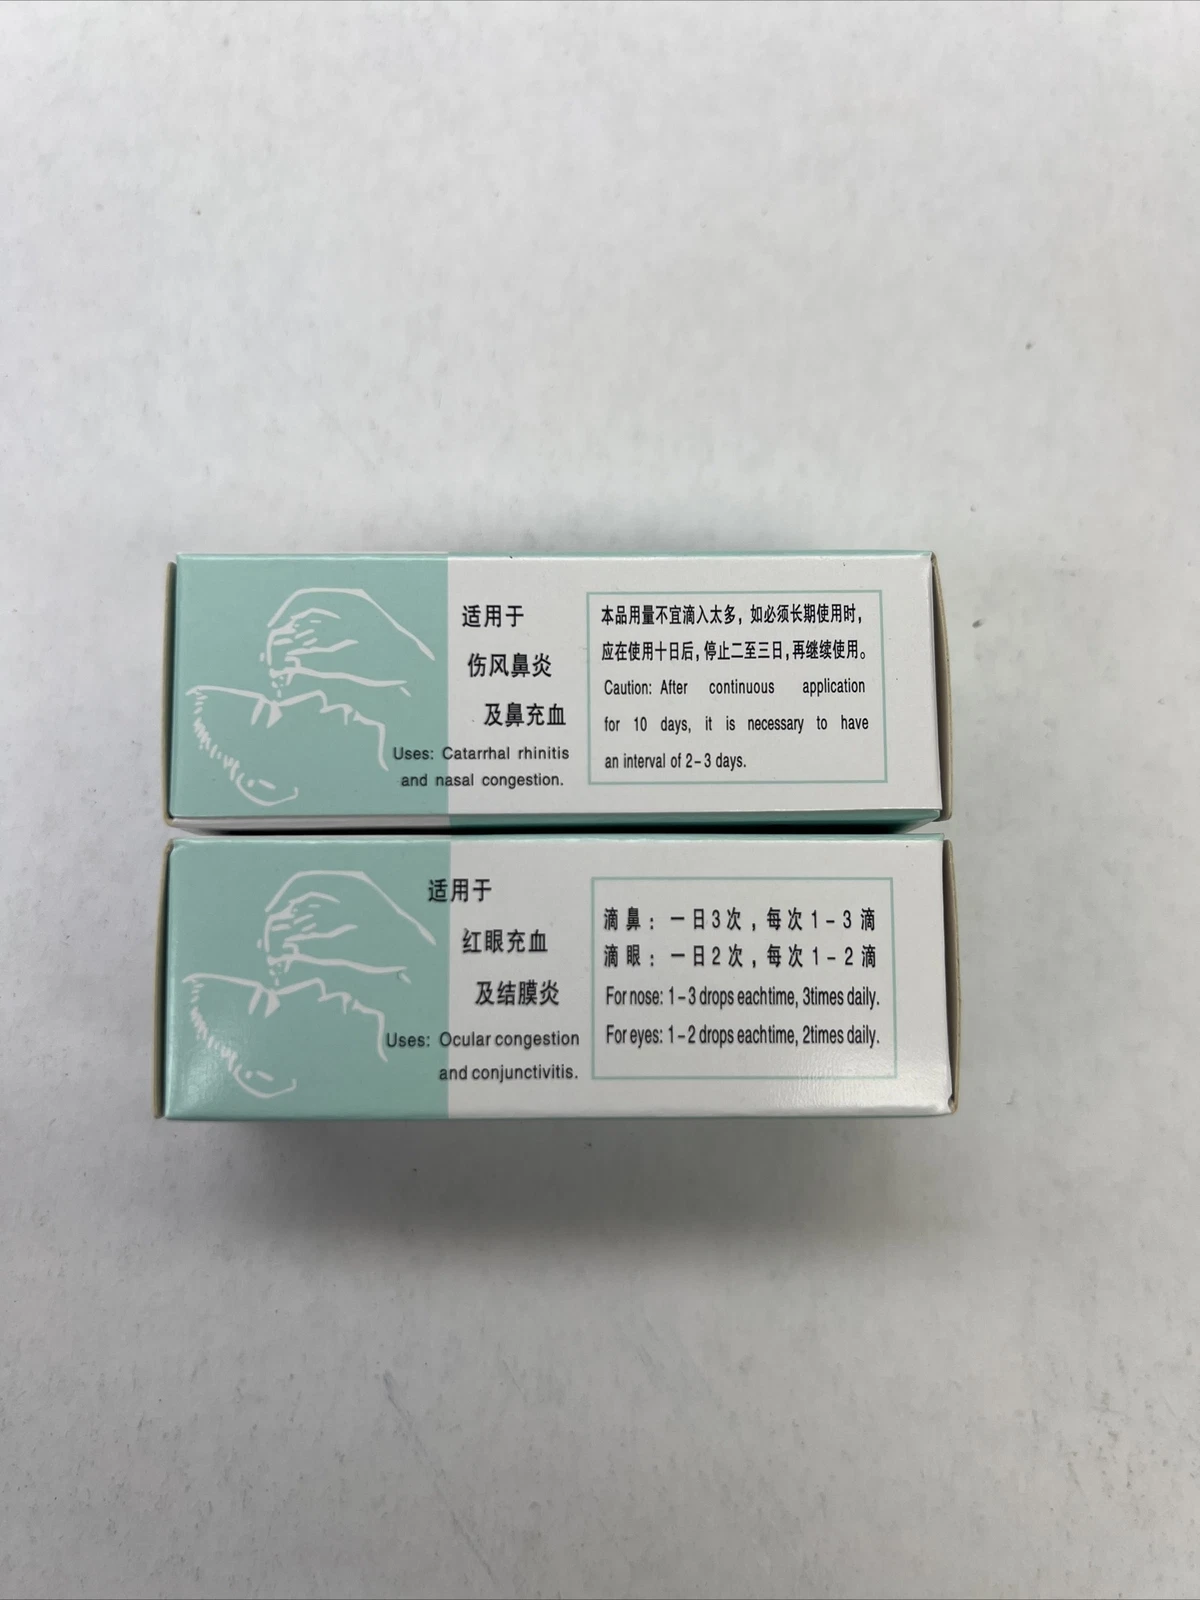 适用于
伤风鼻炎
及鼻充血
Uses: Catarrhal rhinitis
and nasal congestion.
本品用量不宜滴入太多，如必须长期使用时，
应在使用十日后，停止二至三日，再继续使用。
Caution: After continuous application
for 10 days, it is necessary to have
an interval of 2-3 days.
适用于
红眼充血
及结膜炎
Uses: Ocular congestion
and conjunctivitis.
滴鼻：一日3次，每次1-3滴
滴眼：一日2次，每次1-2滴
For nose: 1-3 drops eachtime, 3times daily.
For eyes: 1-2 drops eachtime, 2times daily.